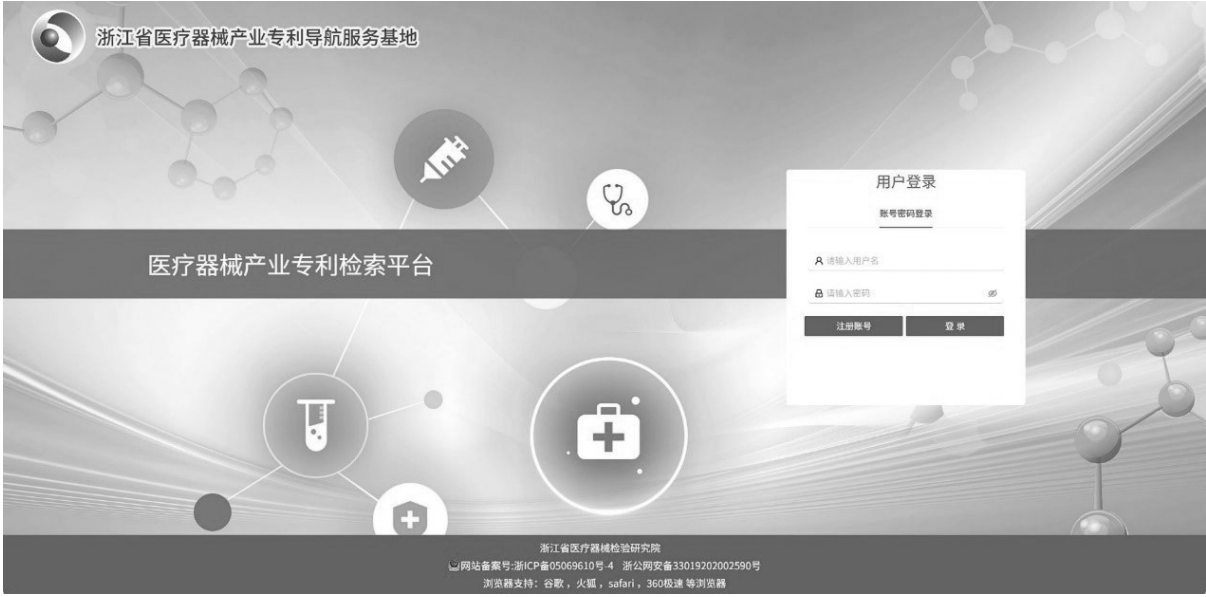 浙江省医疗器械产业专利导航服务基地
用户登录
账号密码登录
医疗器械产业专利检索平台
请输入用户名
请输入密码
注册账号 登 录
浙江省医疗器械检验研究院
网站备案号:浙ICP备05069610号-4 浙公网安备33019202002590号
浏览器支持：谷歌，火狐，safari，360极速 等浏览器